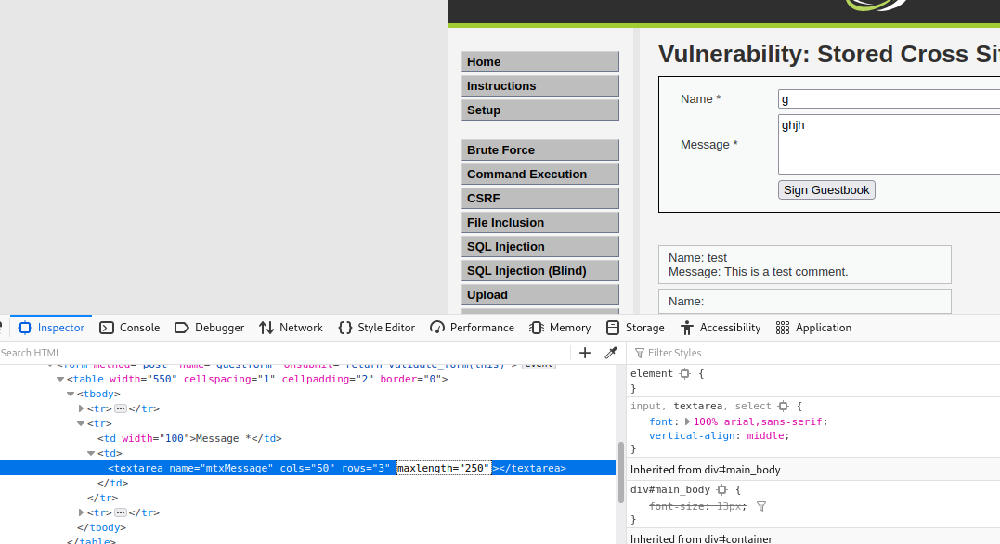 Vulnerability: Stored Cross Si
Home
Instructions
Setup
Brute Force
Command Execution
CSRF
File Inclusion
SQL Injection
SQL Injection (Blind)
Upload
Name *
g
Message *
ghjh
Sign Guestbook
Name: test
Message: This is a test comment.
Name:
Inspector
Console
Debugger
Network
Style Editor
Performance
Memory
Storage
Accessibility
Application
Search HTML
<form method="post" name="guestform" onsubmit="return validate_form(this)"> event
<table width="550" cellspacing="1" cellpadding="2" border="0">
<tbody>
<tr> ••• </tr>
<tr>
<td width="100">Message *</td>
<td>
<textarea name="mtxMessage" cols="50" rows="3" maxlength="250"></textarea>
</td>
</tr>
<tr> ••• </tr>
</tbody>
</table>
Filter Styles
element {
}
input, textarea, select {
font: 100% arial,sans-serif;
vertical-align: middle;
}
Inherited from div#main_body
div#main_body {
font-size: 13px;
}
Inherited from div#container